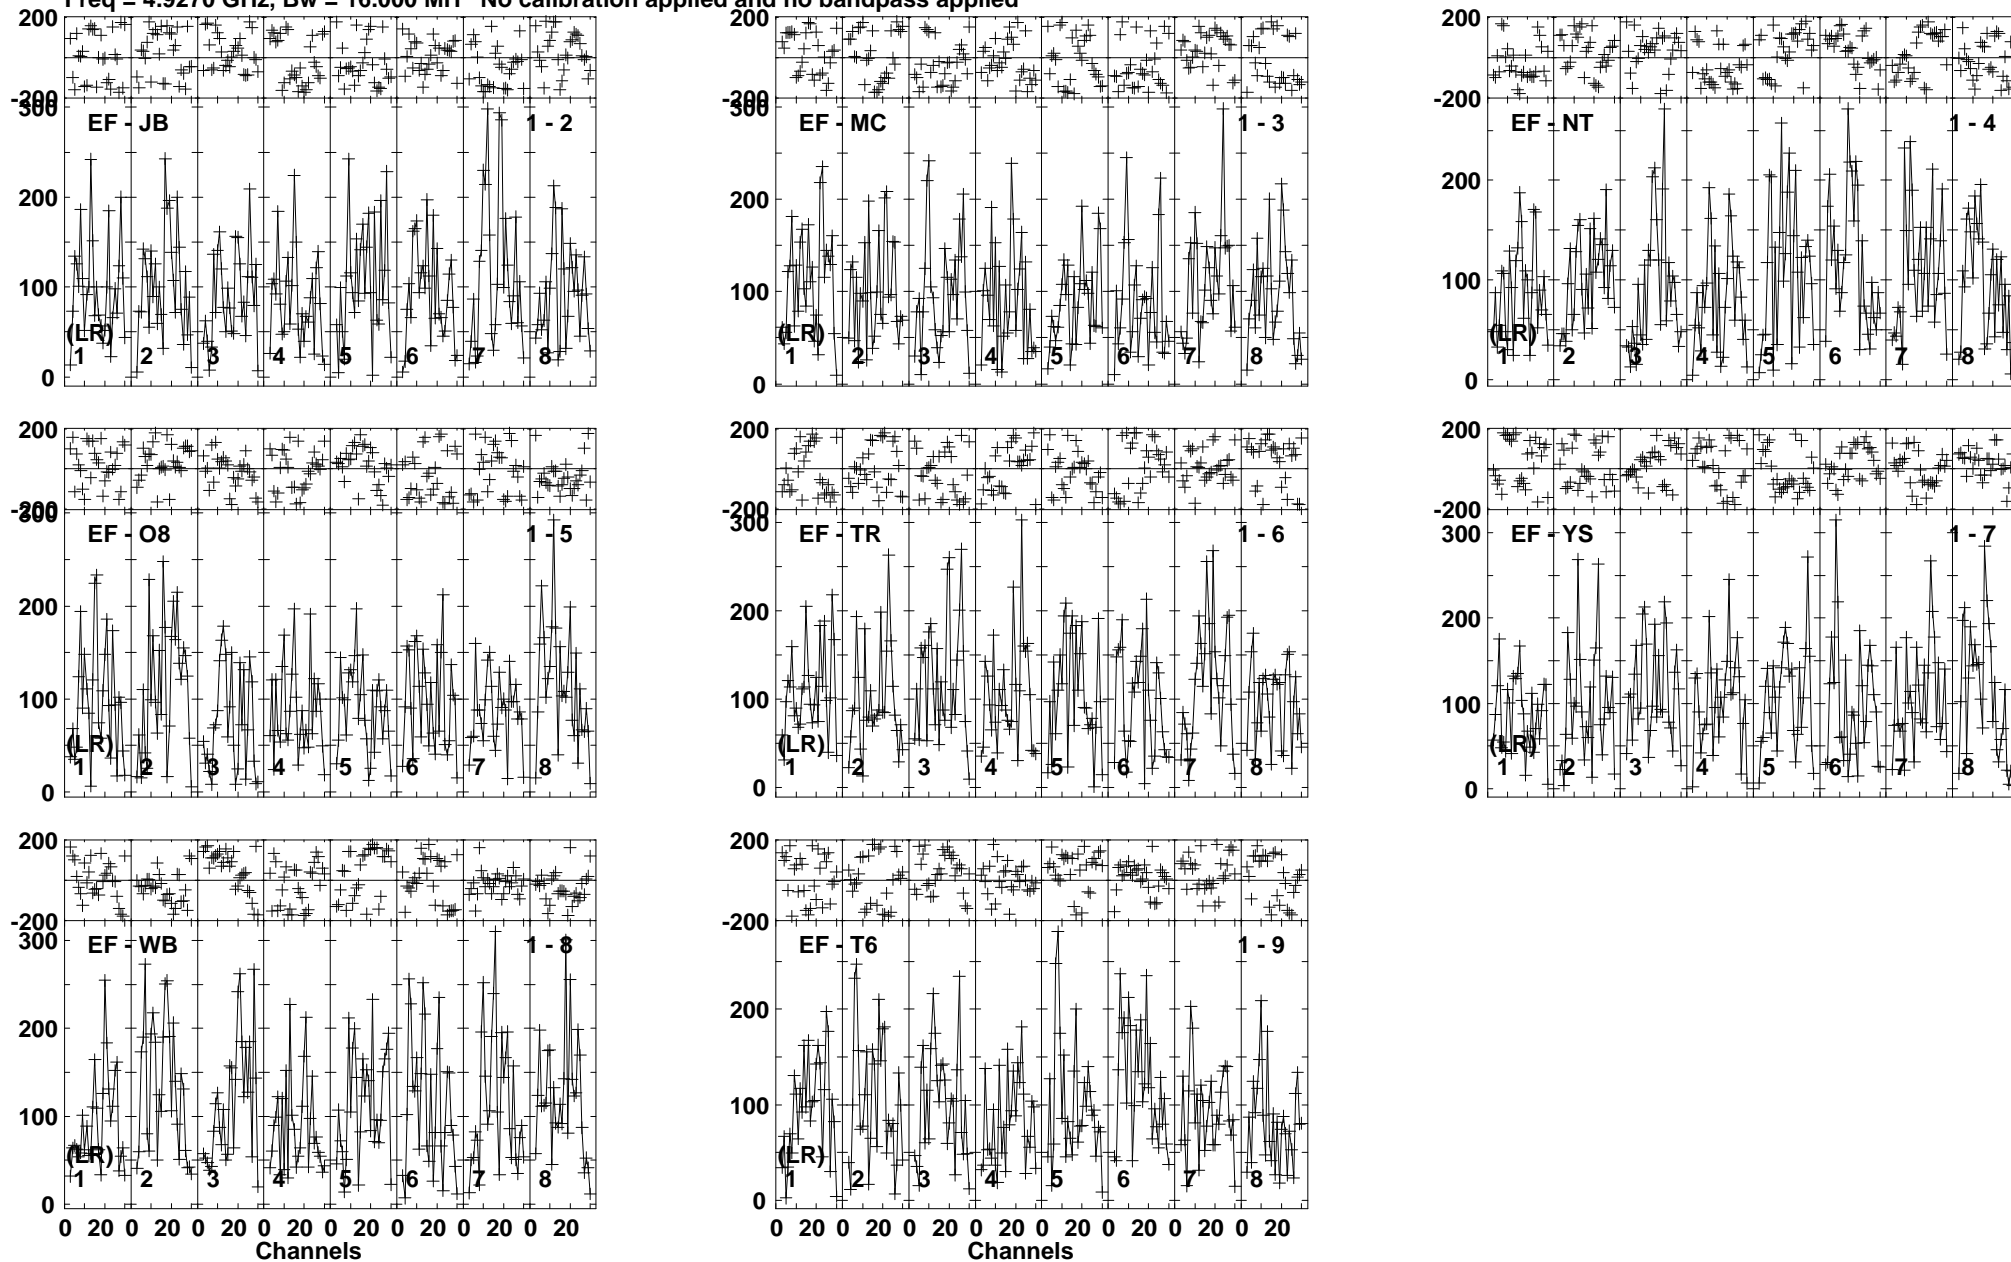 Freq = 4.9270 GHz, Bw = 16.000 MH No calibration applied and no bandpass applied
200 200 200
-200 -200 -200
300
EF - JB 1 - 2 EF - MC 1 - 3 EF - NT 1 - 4
200 200 200
100 100 100
(LR) (LR) (LR)
1 2 3 4 5 6 7 8 1 2 3 4 5 6 7 8 1 2 3 4 5 6 7 8
0 0 0
200 200 200
-200 -200 -200
300 300 300
EF - O8 1 - 5 EF - TR 1 - 6 EF - YS 1 - 7
200 200 200
100 100 100
(LR) (LR) (LR)
1 2 3 4 5 6 7 8 1 2 3 4 5 6 7 8 1 2 3 4 5 6 7 8
0 0 0
200 200
-200 -200
300
EF - WB 1 - 8 EF - T6 1 - 9
200 200
100 100
(LR) (LR)
1 2 3 4 5 6 7 8 1 2 3 4 5 6 7 8
0 0
0 20 0 20 0 20 0 20 0 20 0 20 0 20 0 20 0 20 0 20 0 20 0 20 0 20 0 20 0 20 0 20
Channels Channels